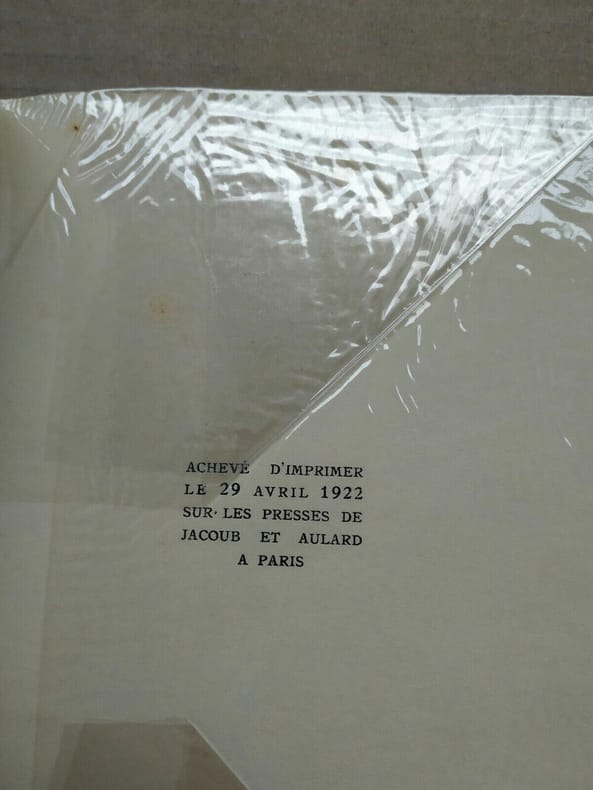 ACHEVÉ D'IMPRIMER
LE 29 AVRIL 1922
SUR· LES PRESSES DE
JACOUB ET AULARD
A PARIS